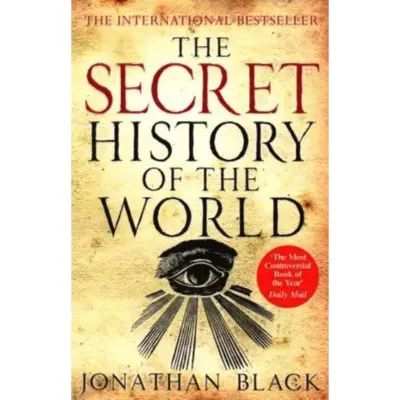 THE INTERNATIONAL BESTSELLER
THE
SECRET
HISTORY
OF THE
WORLD
'The Most
Controversial
Book of
the Year'
Daily Mail
JONATHAN BLACK